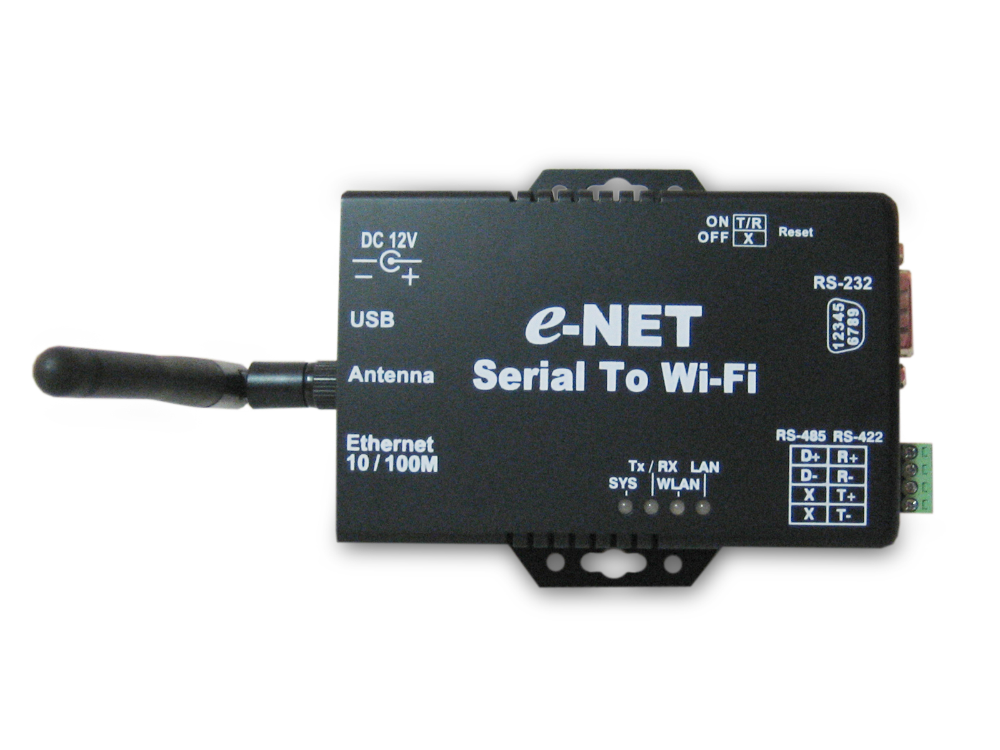 DC 12V
− +
USB
Antenna
Ethernet
10 / 100M
e-NET
Serial To Wi-Fi
ON T/R
OFF X
Reset
RS-232
12345
6789
RS-485 RS-422
D+ R+
D- R-
X T+
X T-
Tx / RX LAN
SYS WLAN